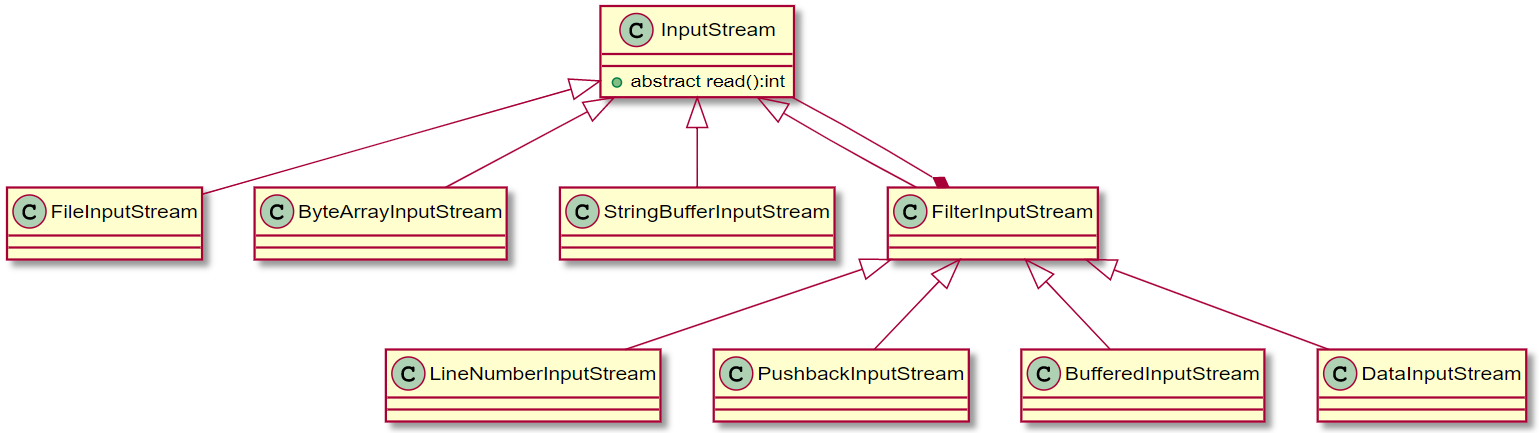 C InputStream
abstract read():int
C FileInputStream
C ByteArrayInputStream
C StringBufferInputStream
C FilterInputStream
C LineNumberInputStream
C PushbackInputStream
C BufferedInputStream
C DataInputStream